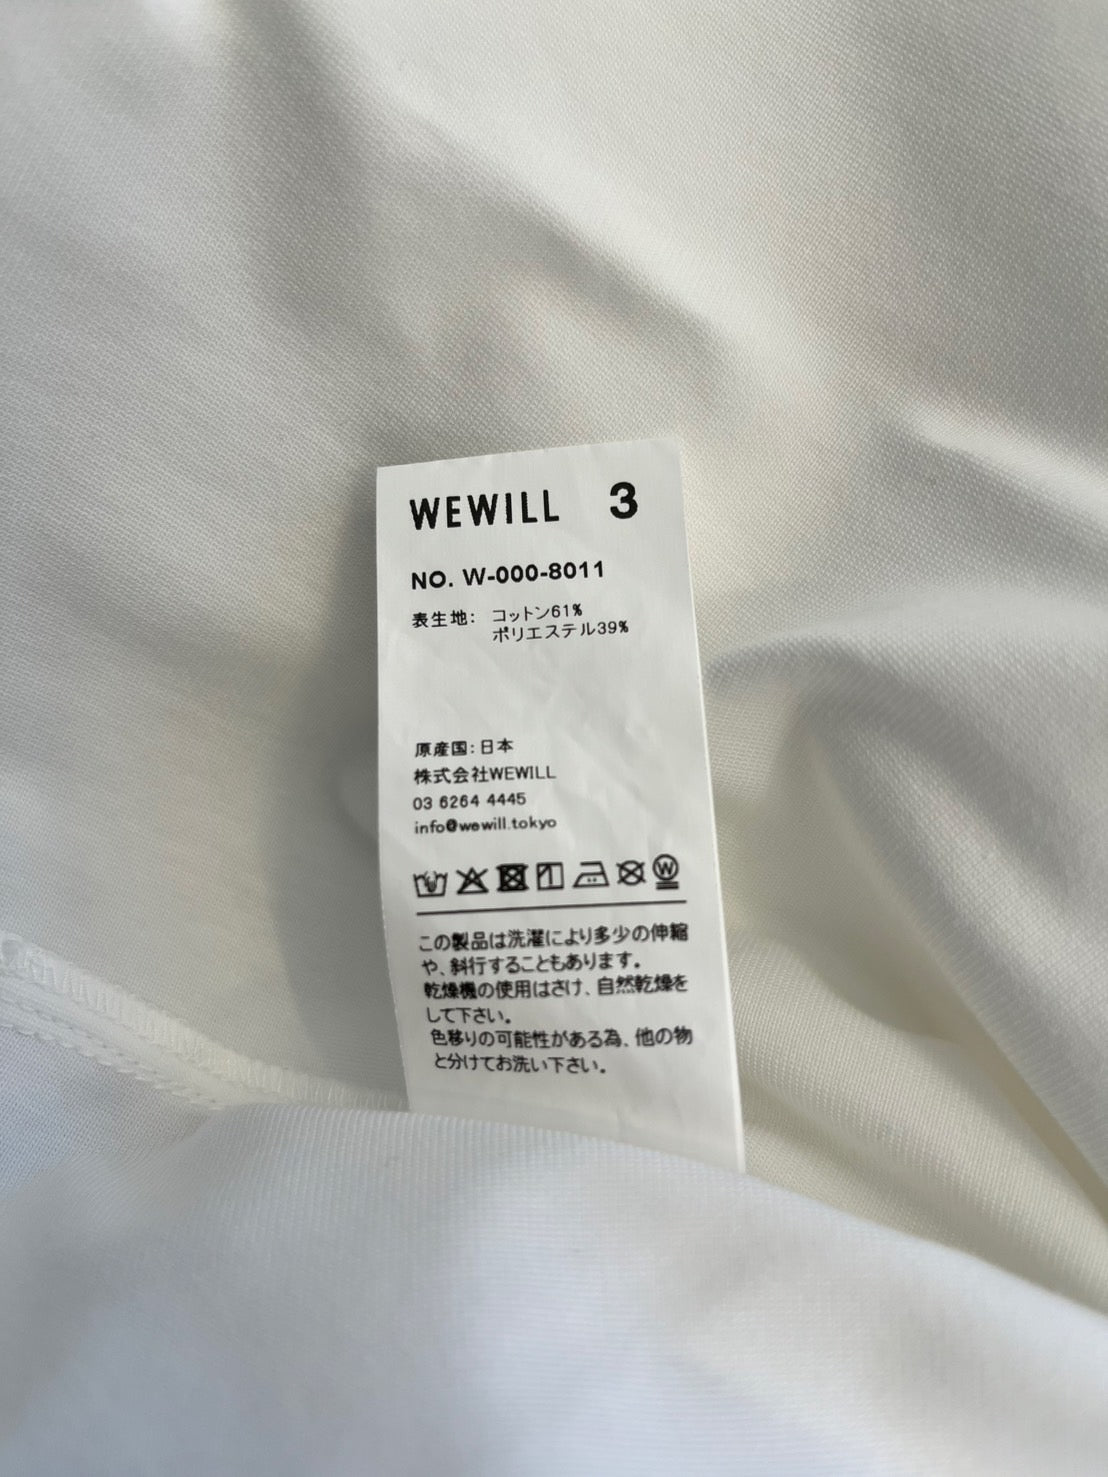 WEWILL 3
NO. W-000-8011
表生地: コットン61%
ポリエステル39%
原産国:日本
株式会社WEWILL
03 6264 4445
info@wewill.tokyo
この製品は洗濯により多少の伸縮
や、斜行することもあります。
乾燥機の使用はさけ、自然乾燥を
して下さい。
色移りの可能性がある為、他の物
と分けてお洗い下さい。